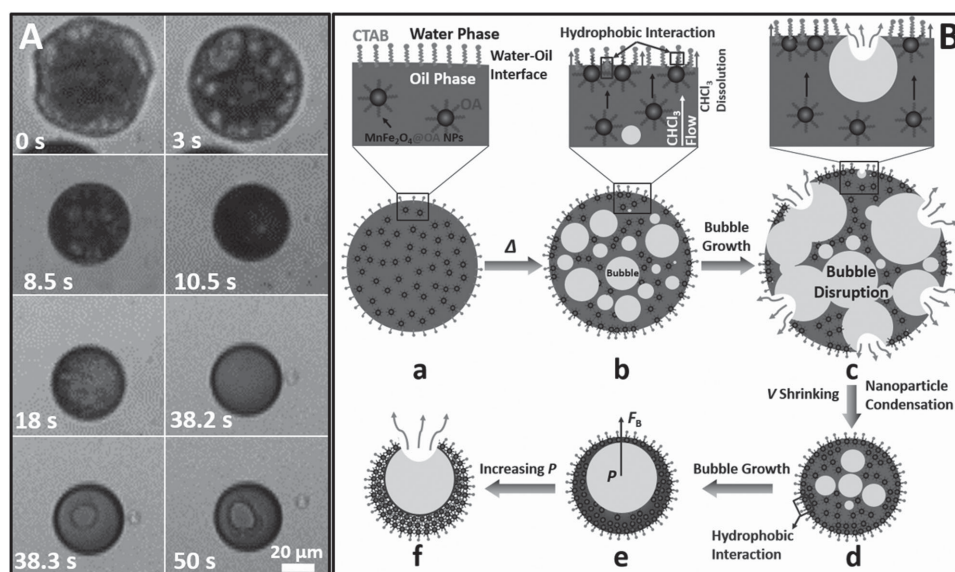 A
0 s
3 s
8.5 s
10.5 s
18 s
38.2 s
38.3 s
50 s
20 μm
B
CTAB
Water Phase
Water-Oil
Interface
Oil Phase
OA
MnFe₂O₄@OA NPs
Hydrophobic Interaction
CHCl₃
Flow
CHCl₃
Dissolution
a
Δ
Bubble
b
Bubble
Growth
Bubble
Disruption
c
V Shrinking
Nanoparticle
Condensation
Hydrophobic
Interaction
d
Bubble Growth
F_B
P
e
Increasing P
f